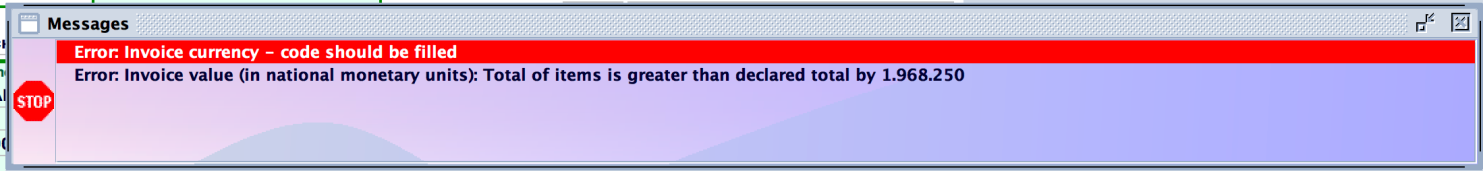 Messages
Error: Invoice currency – code should be filled
Error: Invoice value (in national monetary units): Total of items is greater than declared total by 1.968.250
STOP